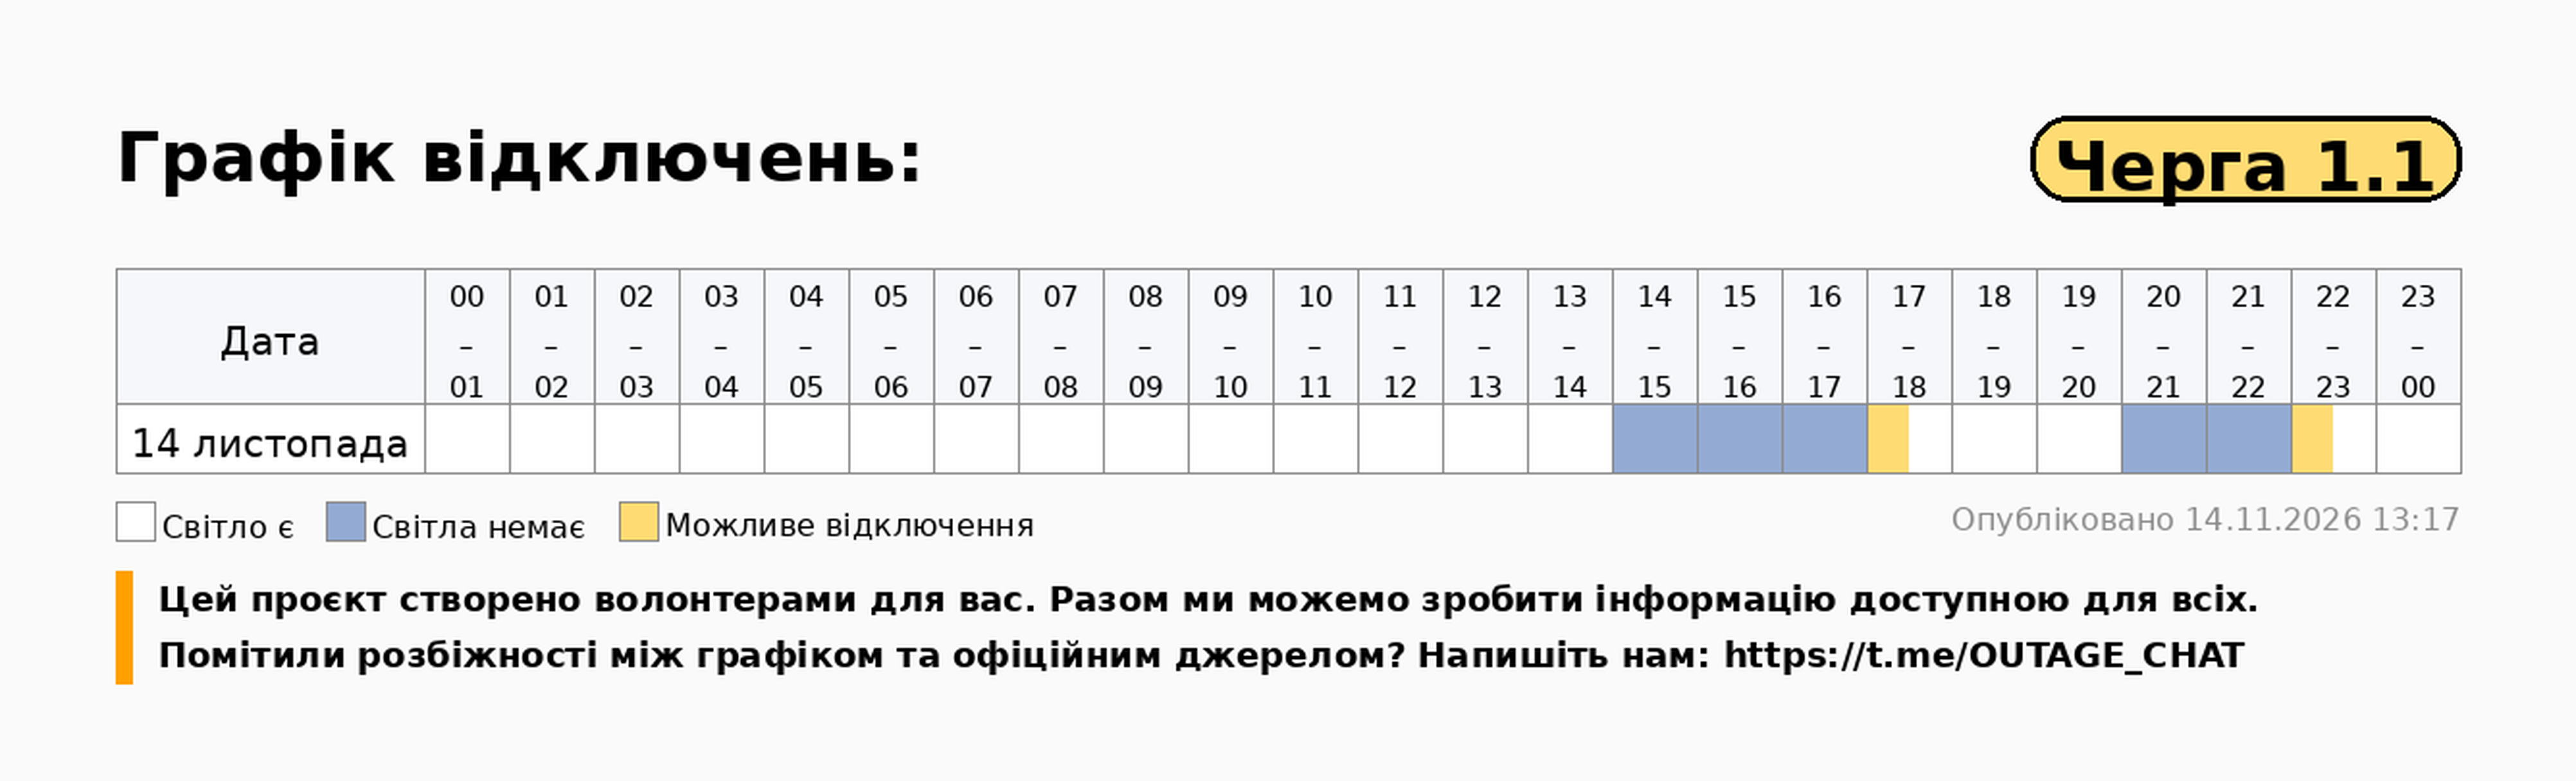 Графік відключень:
Черга 1.1
Дата
00 – 01
01 – 02
02 – 03
03 – 04
04 – 05
05 – 06
06 – 07
07 – 08
08 – 09
09 – 10
10 – 11
11 – 12
12 – 13
13 – 14
14 – 15
15 – 16
16 – 17
17 – 18
18 – 19
19 – 20
20 – 21
21 – 22
22 – 23
23 – 00
14 листопада
Світло є
Світла немає
Можливе відключення
Опубліковано 14.11.2026 13:17
Цей проєкт створено волонтерами для вас. Разом ми можемо зробити інформацію доступною для всіх.
Помітили розбіжності між графіком та офіційним джерелом? Напишіть нам: https://t.me/OUTAGE_CHAT